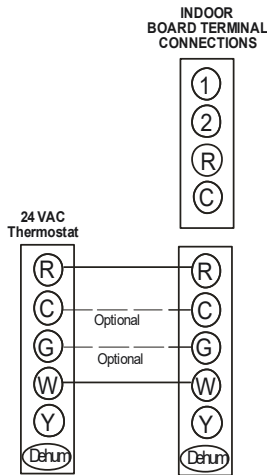 INDOOR
BOARD TERMINAL
CONNECTIONS
1
2
R
C
24 VAC
Thermostat
R
R
C
Optional
C
G
Optional
G
W
W
Y
Y
Dehum
Dehum